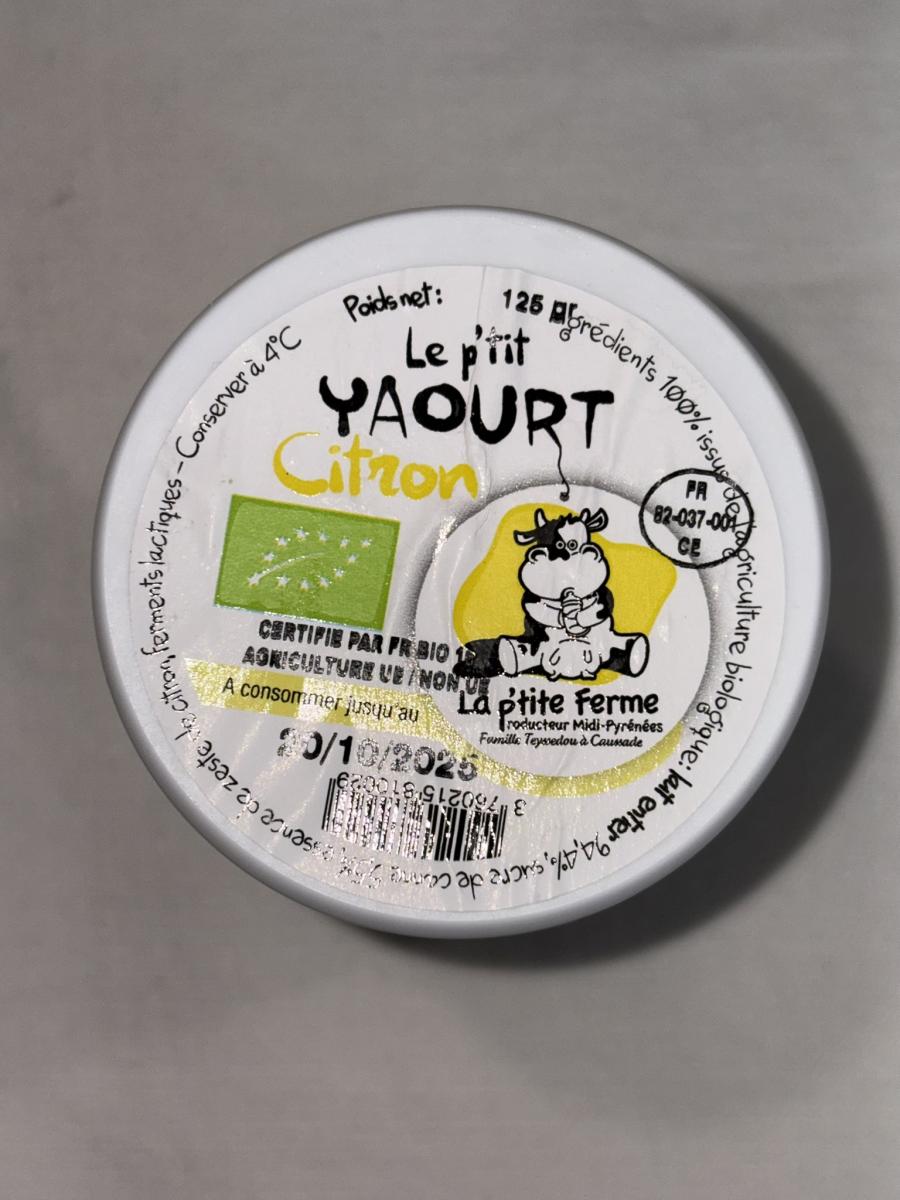 Poids net: 125 gr
Le p'tit
YAOURT
Citron
Ingrédients 100% issus de l'agriculture biologique: lait entier 94,4%, sucre de canne 5,5%, essence de zeste de citron, ferments lactiques - Conserver à 4°C
FR
82-037-001
CE
CERTIFIE PAR FR BIO
AGRICULTURE UE / NON UE
A consommer jusqu'au
20/10/2025
La p'tite Ferme
Producteur Midi-Pyrénées
Famille Teyssedou à Caussade
3 760215 810029